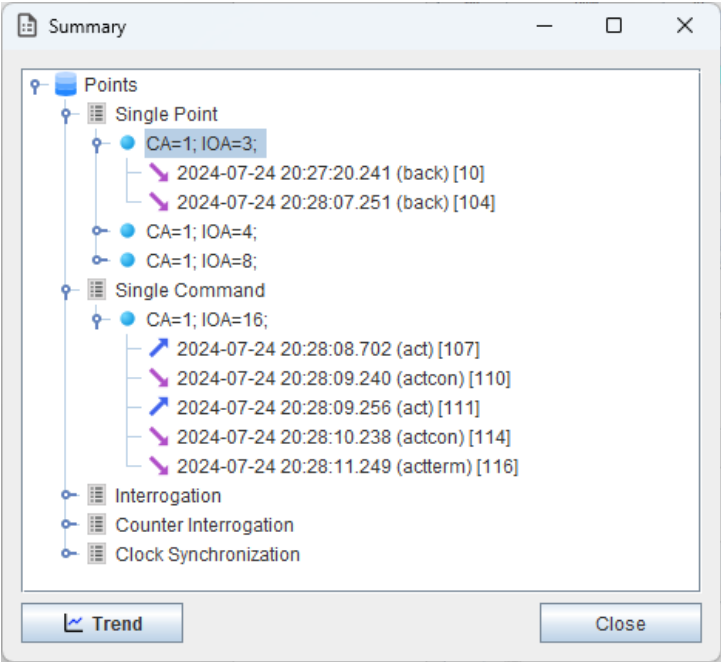 Summary
Points
Single Point
CA=1; IOA=3;
2024-07-24 20:27:20.241 (back) [10]
2024-07-24 20:28:07.251 (back) [104]
CA=1; IOA=4;
CA=1; IOA=8;
Single Command
CA=1; IOA=16;
2024-07-24 20:28:08.702 (act) [107]
2024-07-24 20:28:09.240 (actcon) [110]
2024-07-24 20:28:09.256 (act) [111]
2024-07-24 20:28:10.238 (actcon) [114]
2024-07-24 20:28:11.249 (actterm) [116]
Interrogation
Counter Interrogation
Clock Synchronization
Trend Close